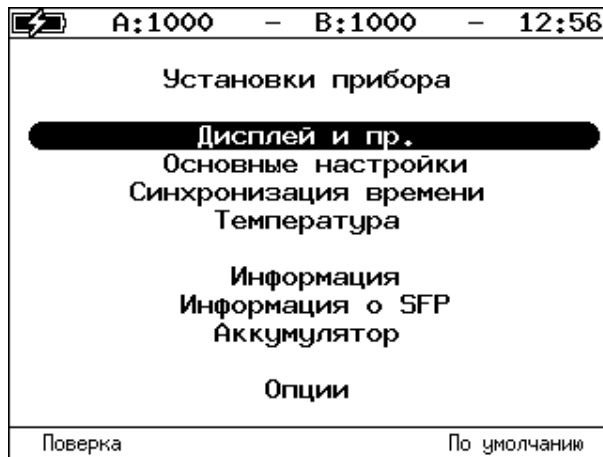 A:1000 – B:1000 – 12:56
Установки прибора
Дисплей и пр.
Основные настройки
Синхронизация времени
Температура
Информация
Информация о SFP
Аккумулятор
Опции
Поверка По умолчанию